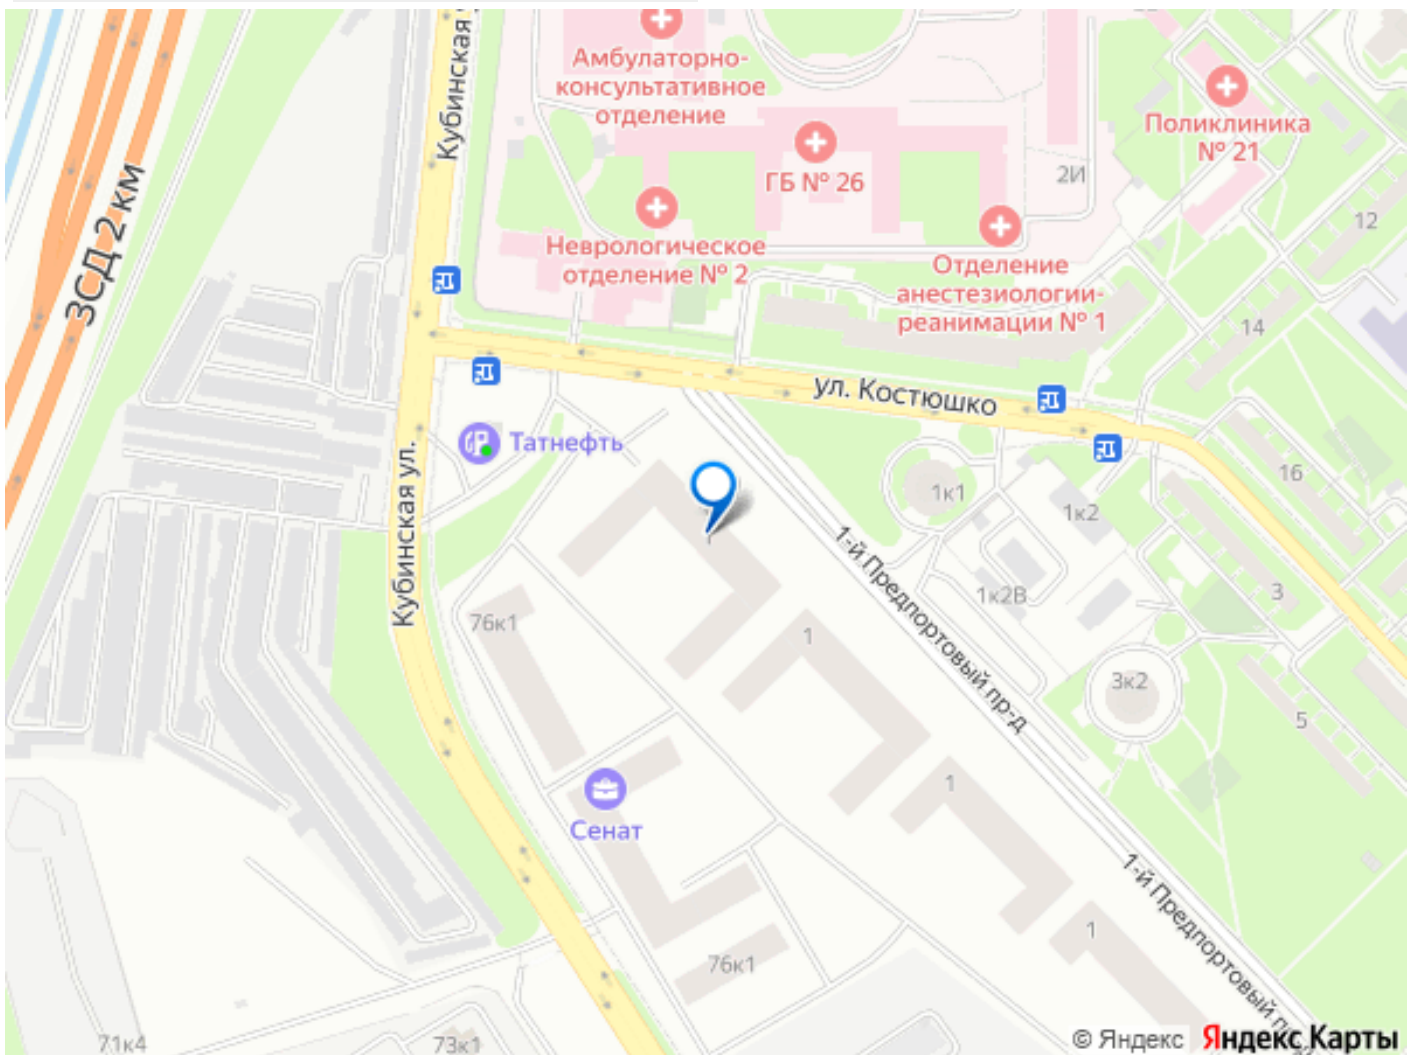 Кубинская у
Амбулаторно-
консультативное
отделение
Поликлиника
№ 21
ГБ № 26
2И
12
ЗСД 2 км
Неврологическое
отделение № 2
Отделение
анестезиологии-
реанимации № 1
14
ул. Костюшко
Татнефть
Кубинская ул.
16
1к1
1к2
1-й Предпортовый пр-д
1к2В
3
76к1
1
3к2
5
1
Сенат
1-й Предпортовый п
1
76к1
71к4
73к1
© Яндекс Яндекс Карты